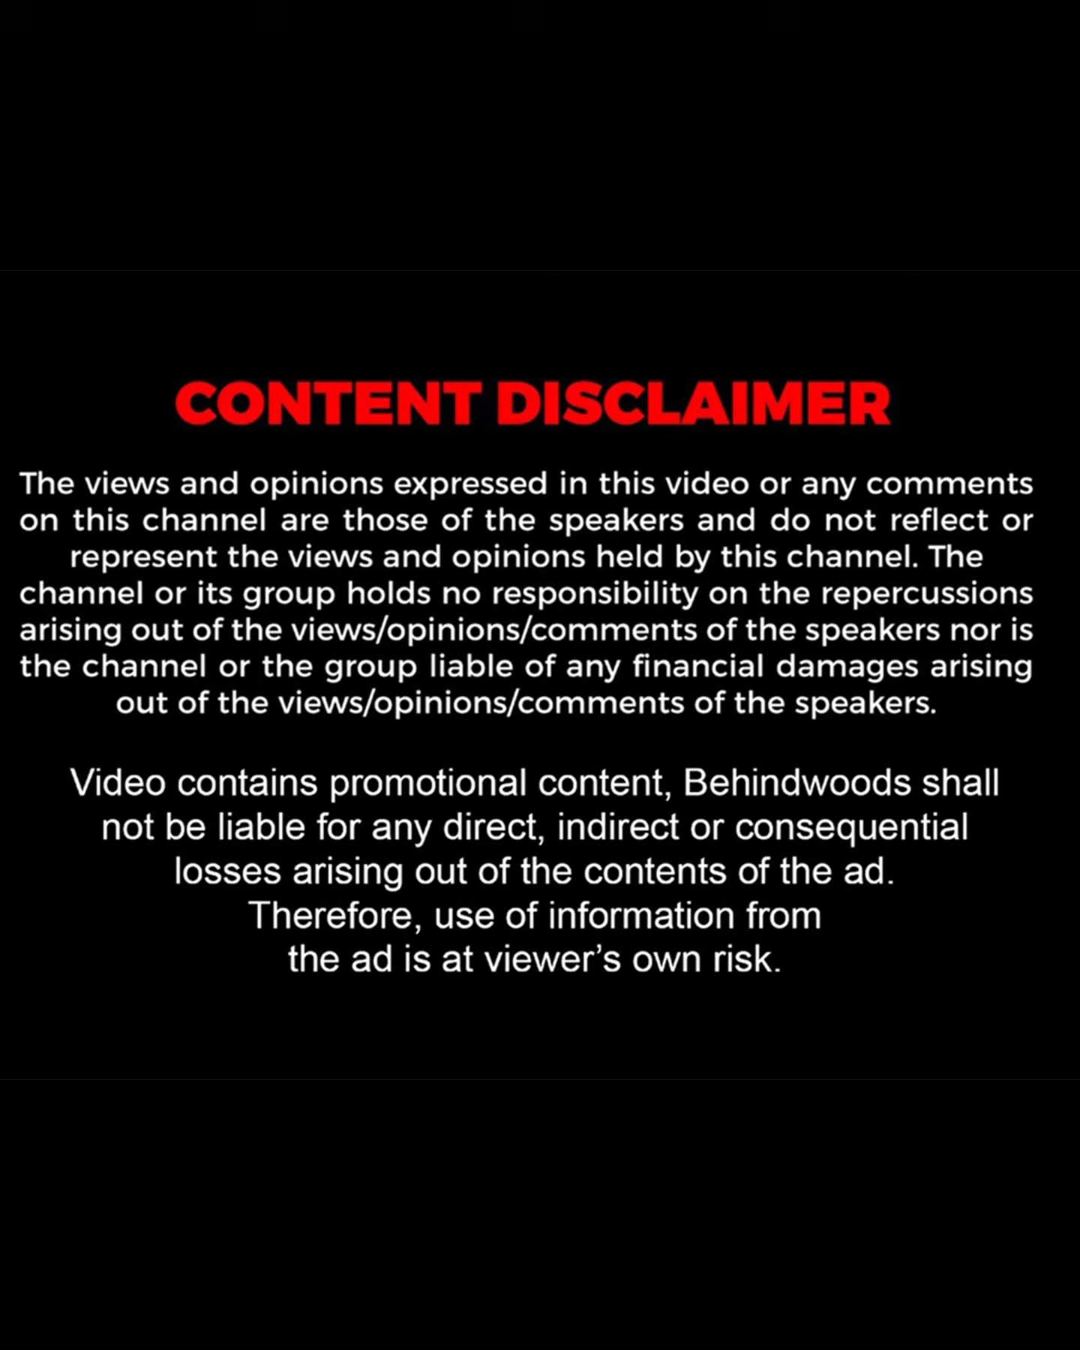 CONTENT DISCLAIMER
The views and opinions expressed in this video or any comments
on this channel are those of the speakers and do not reflect or
represent the views and opinions held by this channel. The
channel or its group holds no responsibility on the repercussions
arising out of the views/opinions/comments of the speakers nor is
the channel or the group liable of any financial damages arising
out of the views/opinions/comments of the speakers.
Video contains promotional content, Behindwoods shall
not be liable for any direct, indirect or consequential
losses arising out of the contents of the ad.
Therefore, use of information from
the ad is at viewer’s own risk.